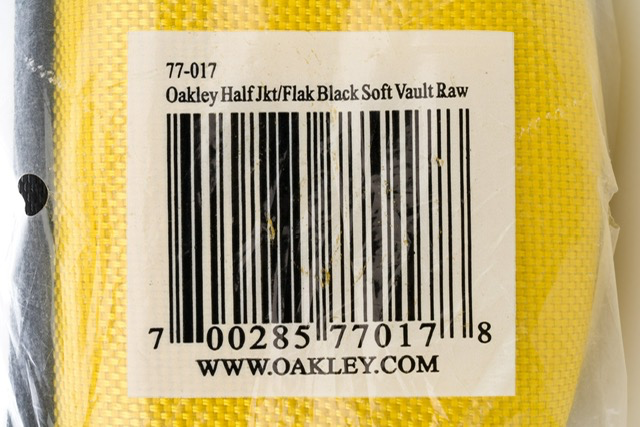 77-017
Oakley Half Jkt/Flak Black Soft Vault Raw
7 00285 77017 8
WWW.OAKLEY.COM